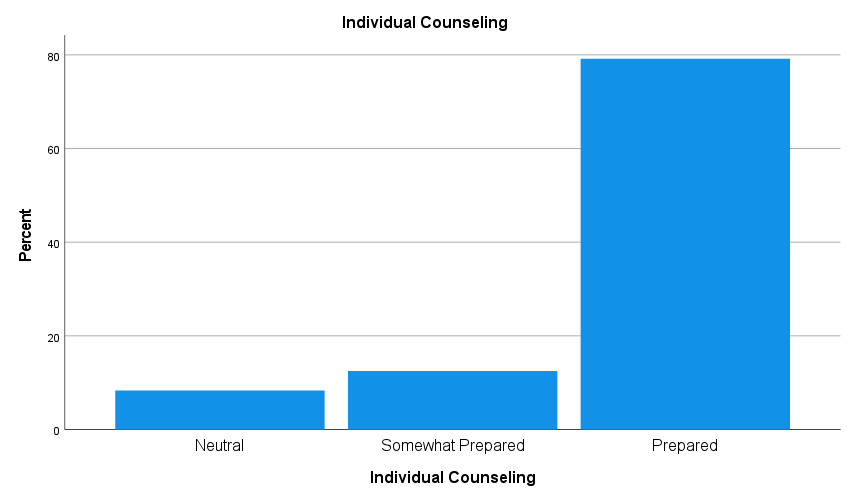 Individual Counseling
80
60
40
20
0
Percent
Neutral
Somewhat Prepared
Prepared
Individual Counseling